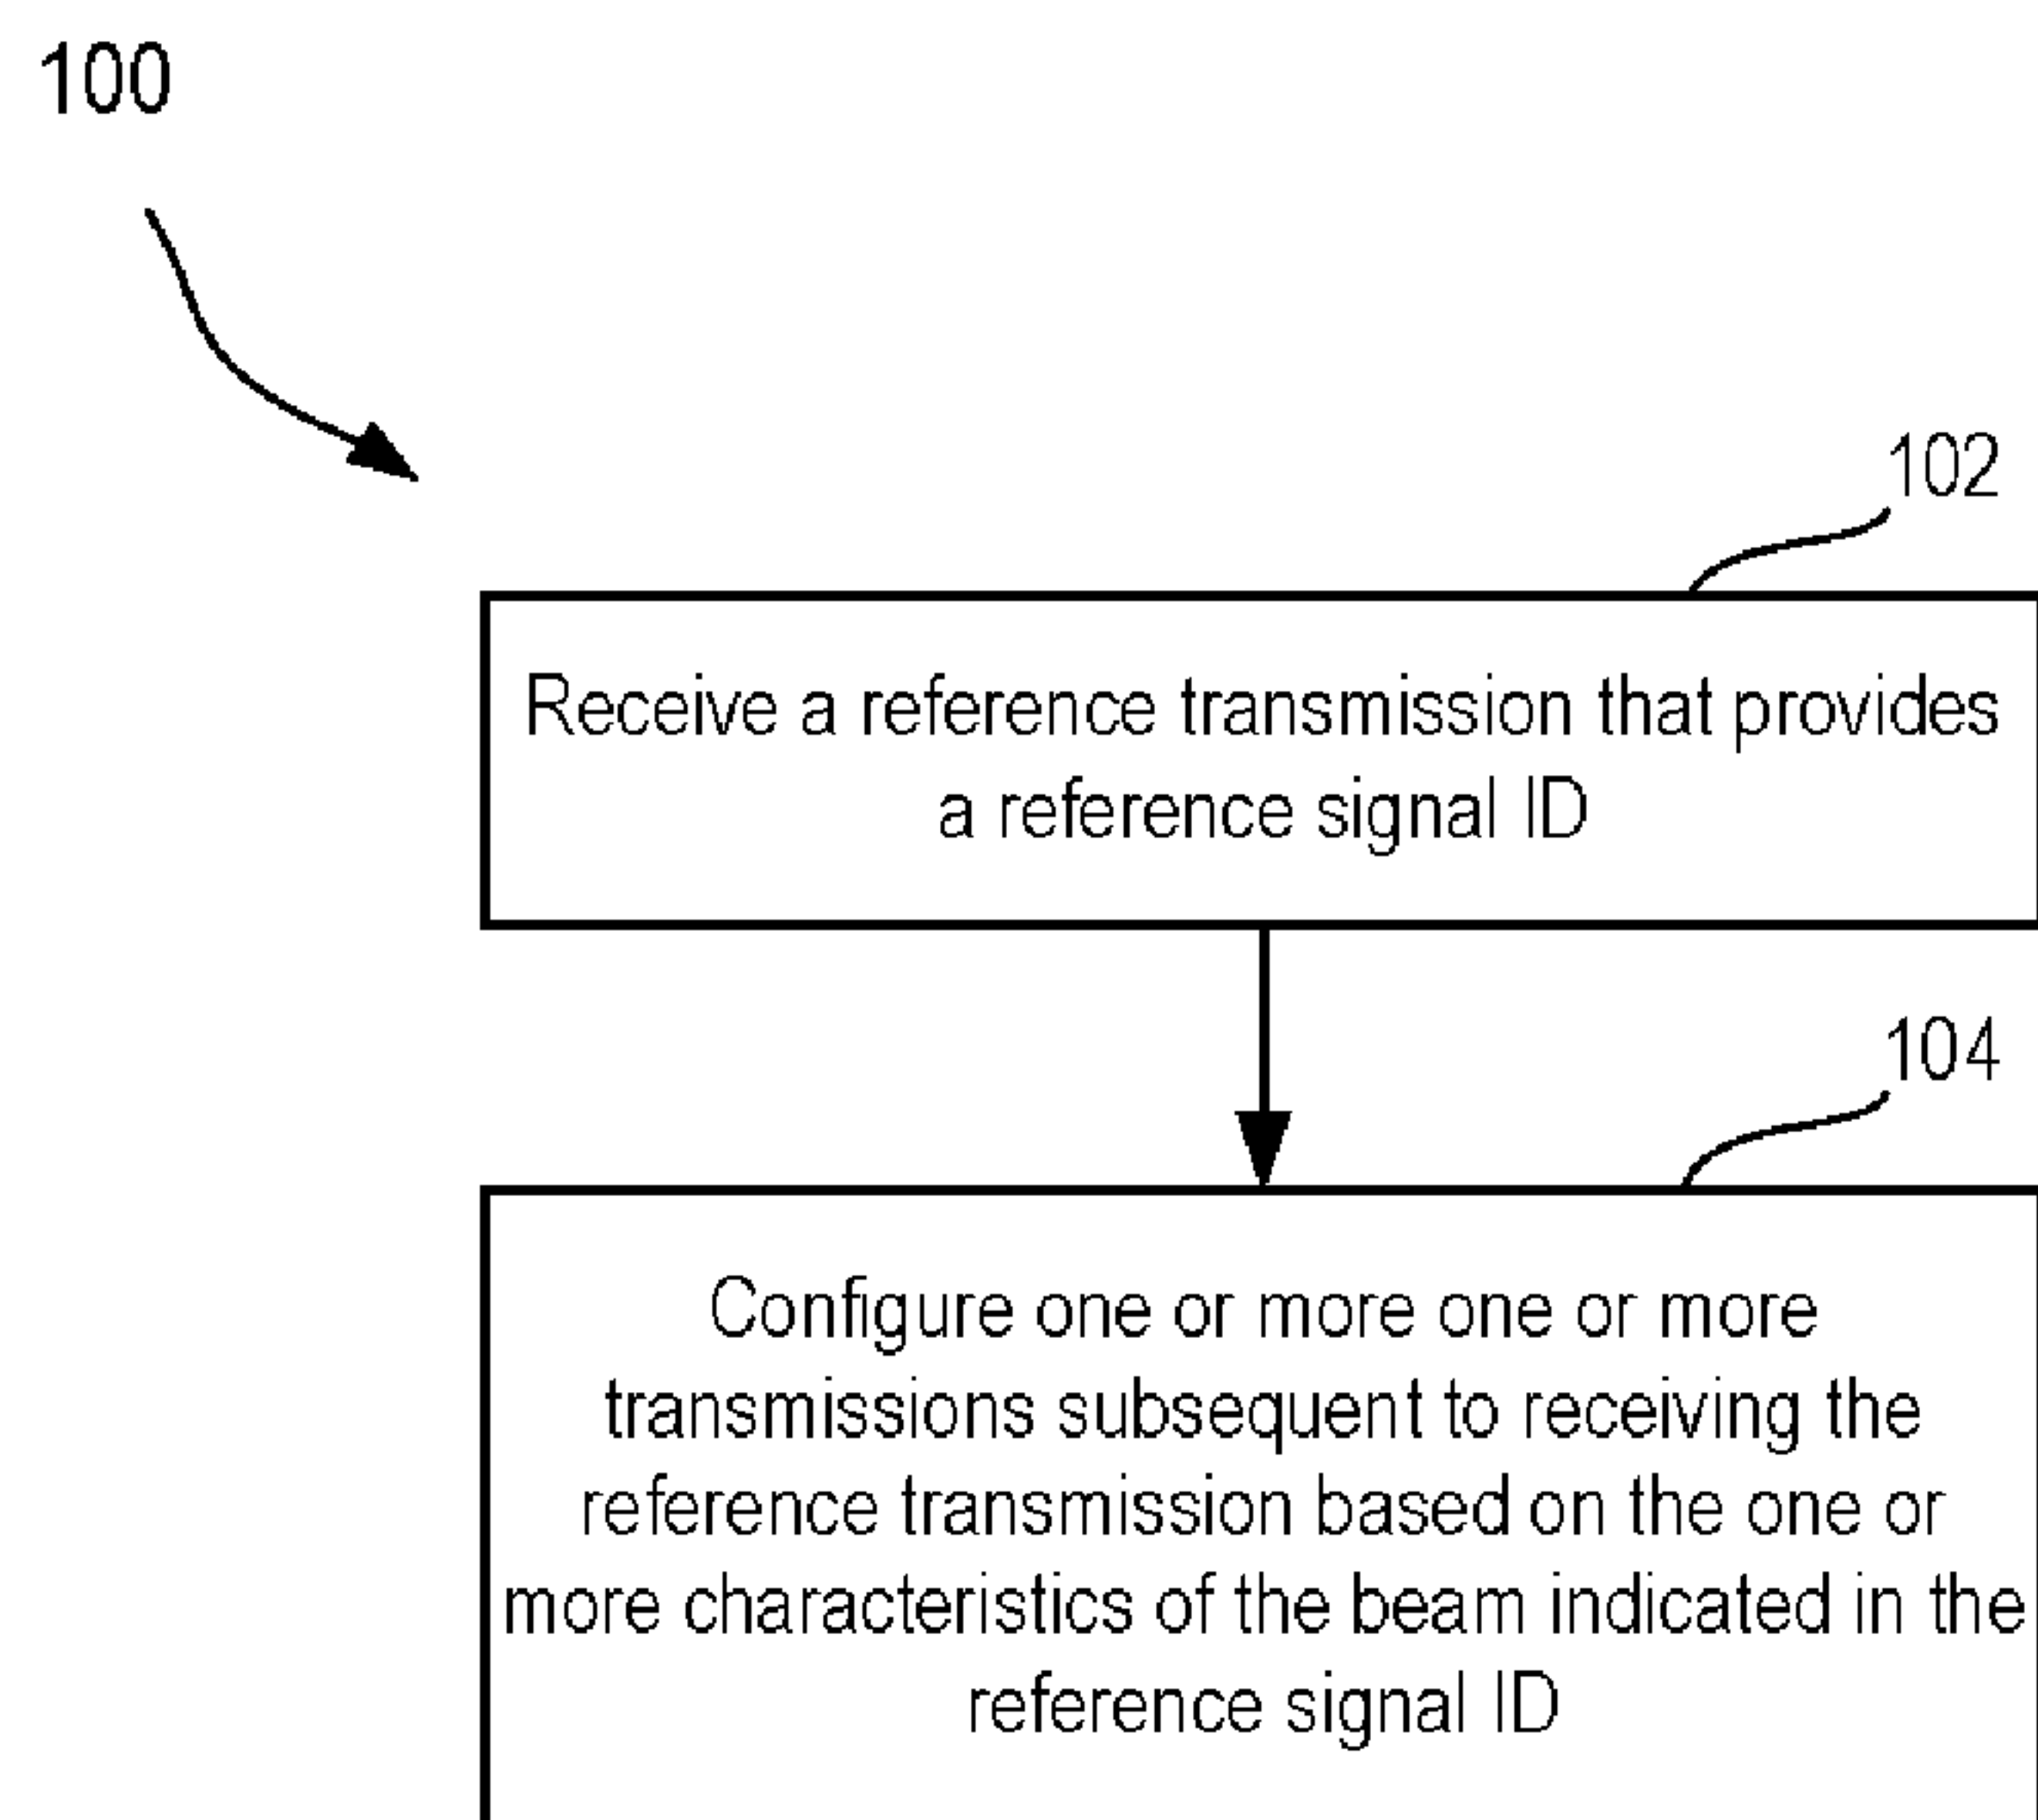 100
102
Receive a reference transmission that provides
a reference signal ID
104
Configure one or more one or more
transmissions subsequent to receiving the
reference transmission based on the one or
more characteristics of the beam indicated in the
reference signal ID